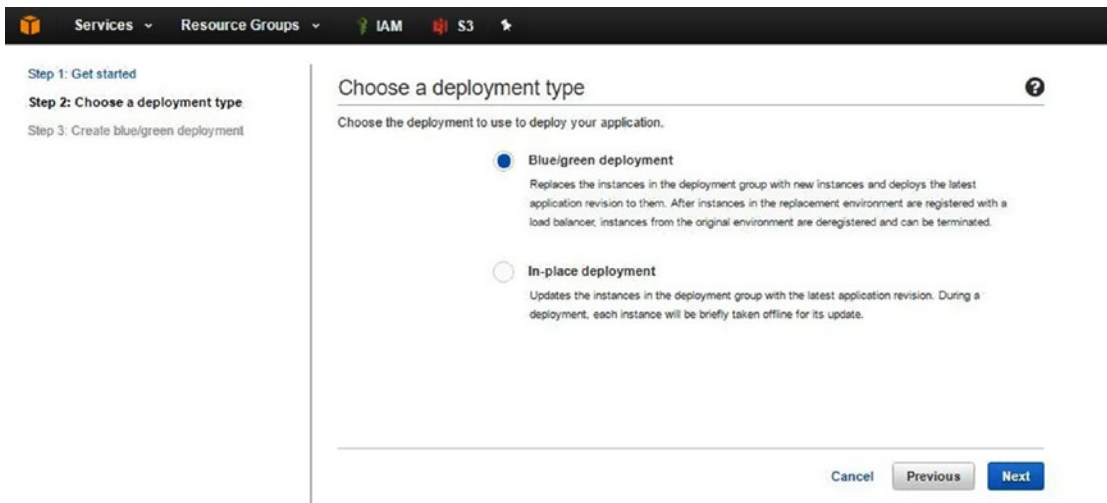 Services Resource Groups IAM S3
Step 1: Get started
Step 2: Choose a deployment type
Step 3: Create blue/green deployment
Choose a deployment type
Choose the deployment to use to deploy your application.
Blue/green deployment
Replaces the instances in the deployment group with new instances and deploys the latest
application revision to them. After instances in the replacement environment are registered with a
load balancer, instances from the original environment are deregistered and can be terminated.
In-place deployment
Updates the instances in the deployment group with the latest application revision. During a
deployment, each instance will be briefly taken offline for its update.
Cancel Previous Next